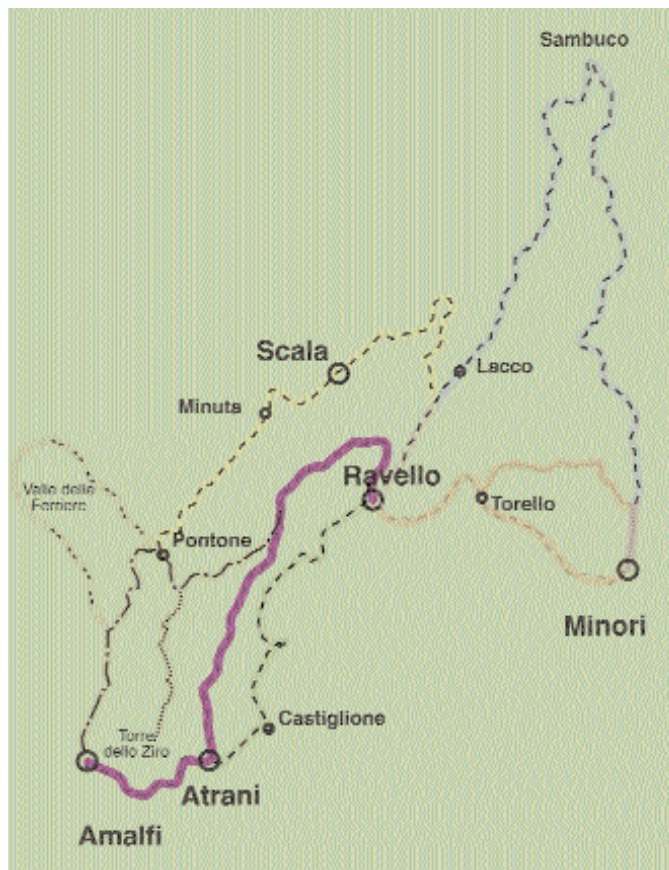 Sambuco
Scala
Lacco
Minuta
Ravello
Valle delle
Ferriere
Torello
Pontone
Minori
Castiglione
Torre
dello Ziro
Atrani
Amalfi